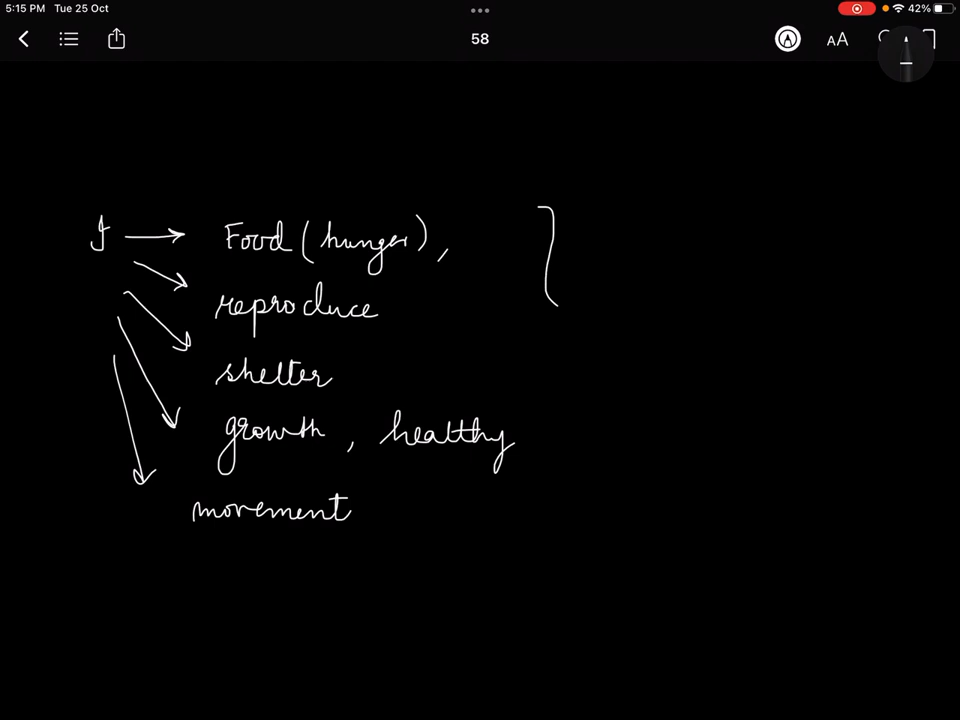 5:15 PM Tue 25 Oct 42%
58
AA
I → Food (hunger),
reproduce
shelter
growth, healthy
movement